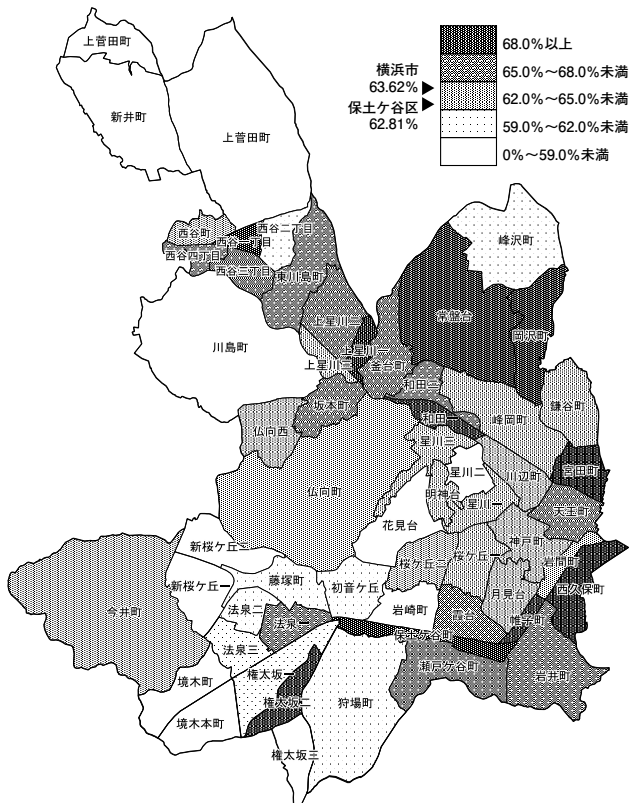 68.0%以上
65.0%〜68.0%未満
62.0%〜65.0%未満
59.0%〜62.0%未満
0%〜59.0%未満
横浜市
63.62%
保土ケ谷区
62.81%
上菅田町
新井町
上菅田町
西谷町
西谷一丁目
西谷二丁目
西谷四丁目
西谷三丁目
東川島町
峰沢町
常盤台
岡沢町
川島町
上星川二
上星川一
上星川三
釜台町
和田二
坂本町
和田一
峰岡町
鎌谷町
仏向西
星川三
星川二
川辺町
宮田町
仏向町
明神台
星川一
天王町
花見台
神戸町
新桜ケ丘二
桜ケ丘二
桜ケ丘一
岩間町
今井町
新桜ケ丘一
藤塚町
初音ケ丘
月見台
西久保町
法泉二
岩崎町
霞台
帷子町
法泉一
保土ケ谷町
法泉三
瀬戸ケ谷町
岩井町
境木町
権太坂一
権太坂二
狩場町
境木本町
権太坂三